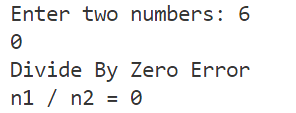 Enter two numbers: 6
0
Divide By Zero Error
n1 / n2 = 0